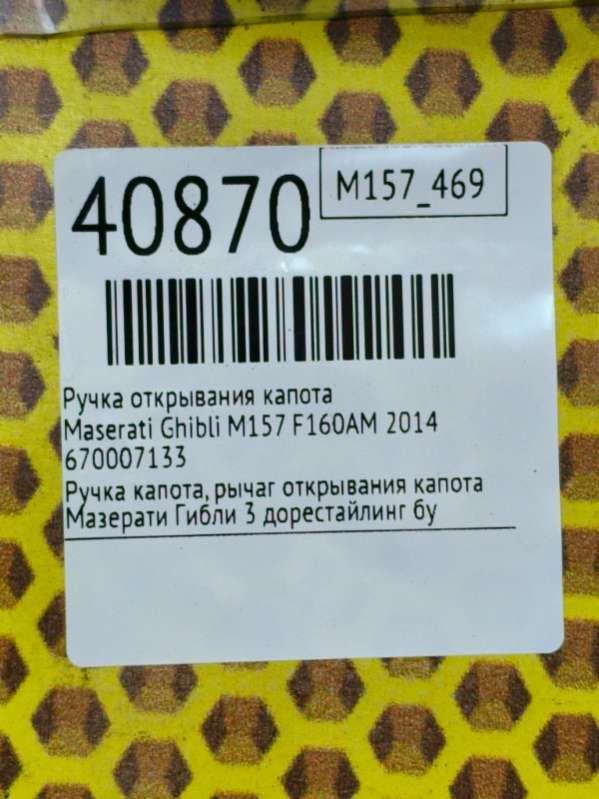 40870
M157_469
Ручка открывания капота
Maserati Ghibli M157 F160AM 2014
670007133
Ручка капота, рычаг открывания капота
Мазерати Гибли 3 дорестайлинг бу